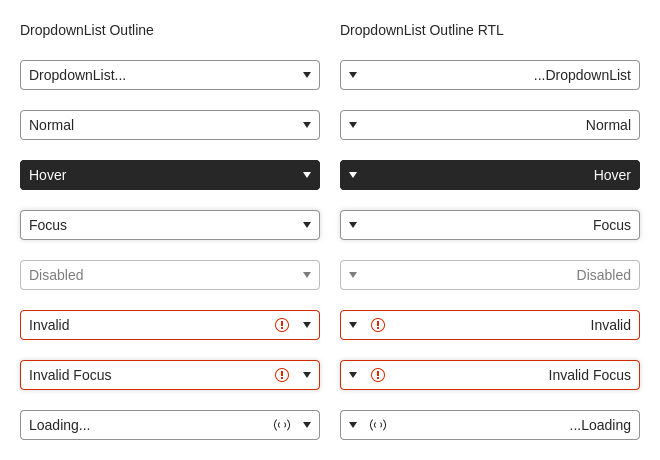 DropdownList Outline
DropdownList...
Normal
Hover
Focus
Disabled
Invalid
Invalid Focus
Loading...
DropdownList Outline RTL
...DropdownList
Normal
Hover
Focus
Disabled
Invalid
Invalid Focus
...Loading